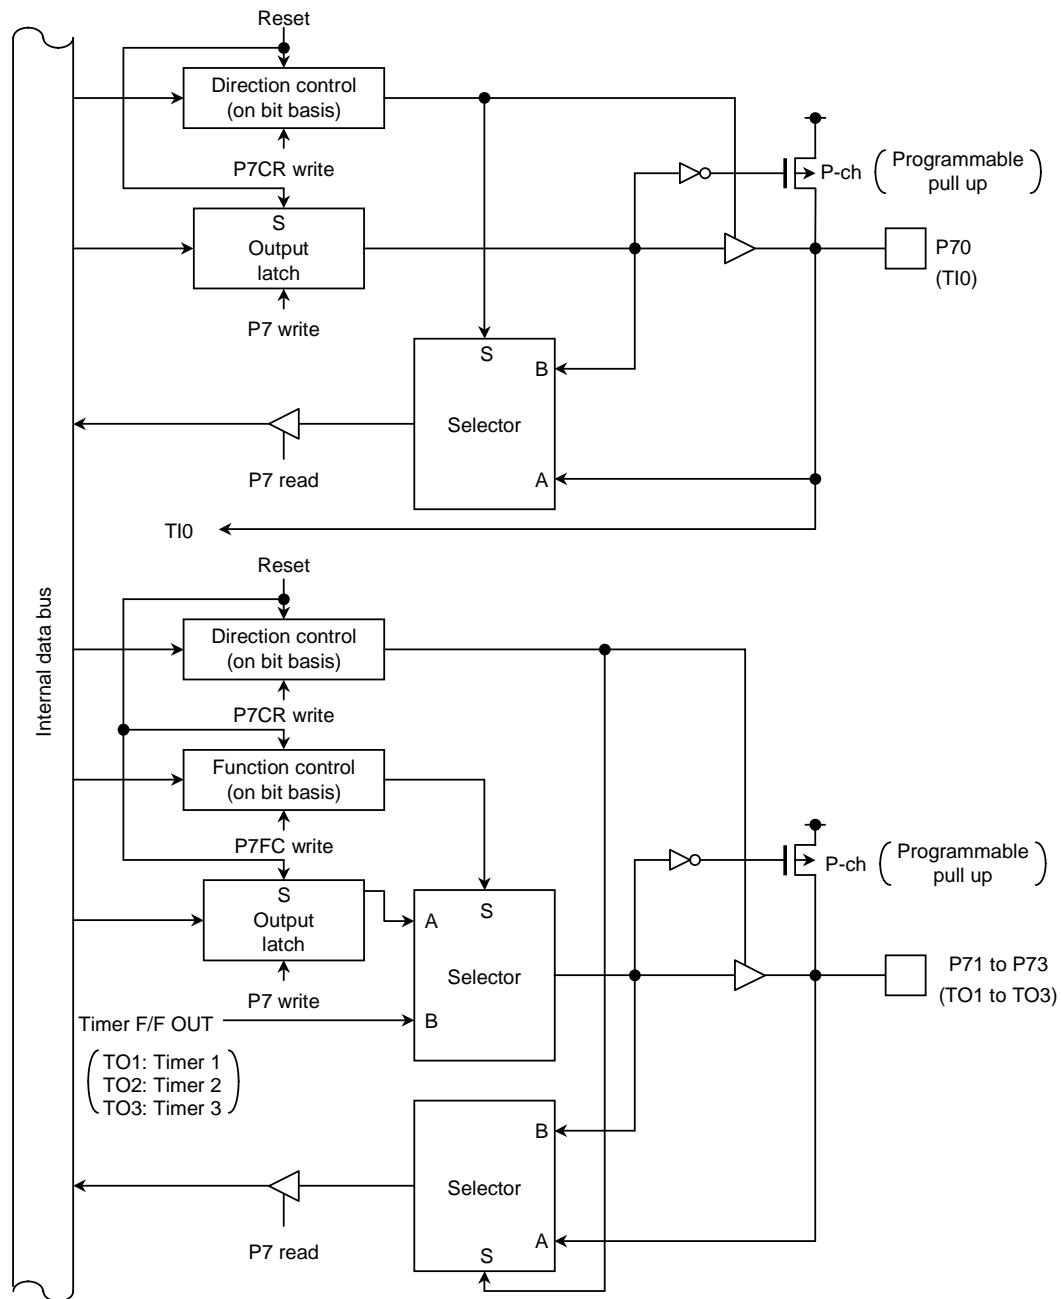 Reset
Direction control
(on bit basis)
P7CR write
P-ch
Programmable
pull up
S
Output
latch
P7 write
P70
(TI0)
S
B
Selector
A
P7 read
TI0
Internal data bus
Reset
Direction control
(on bit basis)
P7CR write
Function control
(on bit basis)
P7FC write
P-ch
Programmable
pull up
S
Output
latch
P7 write
S
A
Selector
B
P71 to P73
(TO1 to TO3)
Timer F/F OUT
TO1: Timer 1
TO2: Timer 2
TO3: Timer 3
B
Selector
A
S
P7 read